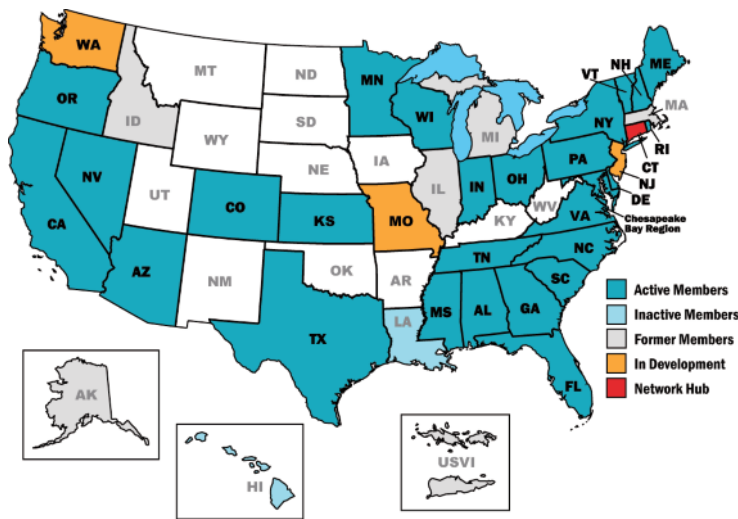 WA
MT
ND
MN
VT
NH
ME
OR
ID
SD
WI
MI
NY
MA
WY
RI
CT
NV
NE
IA
PA
NJ
UT
IL
IN
OH
DE
CA
CO
KS
MO
WV
VA
KY
Chesapeake
Bay Region
AZ
NM
OK
AR
TN
NC
SC
TX
LA
MS
AL
GA
FL
Active Members
Inactive Members
Former Members
In Development
Network Hub
AK
HI
USVI